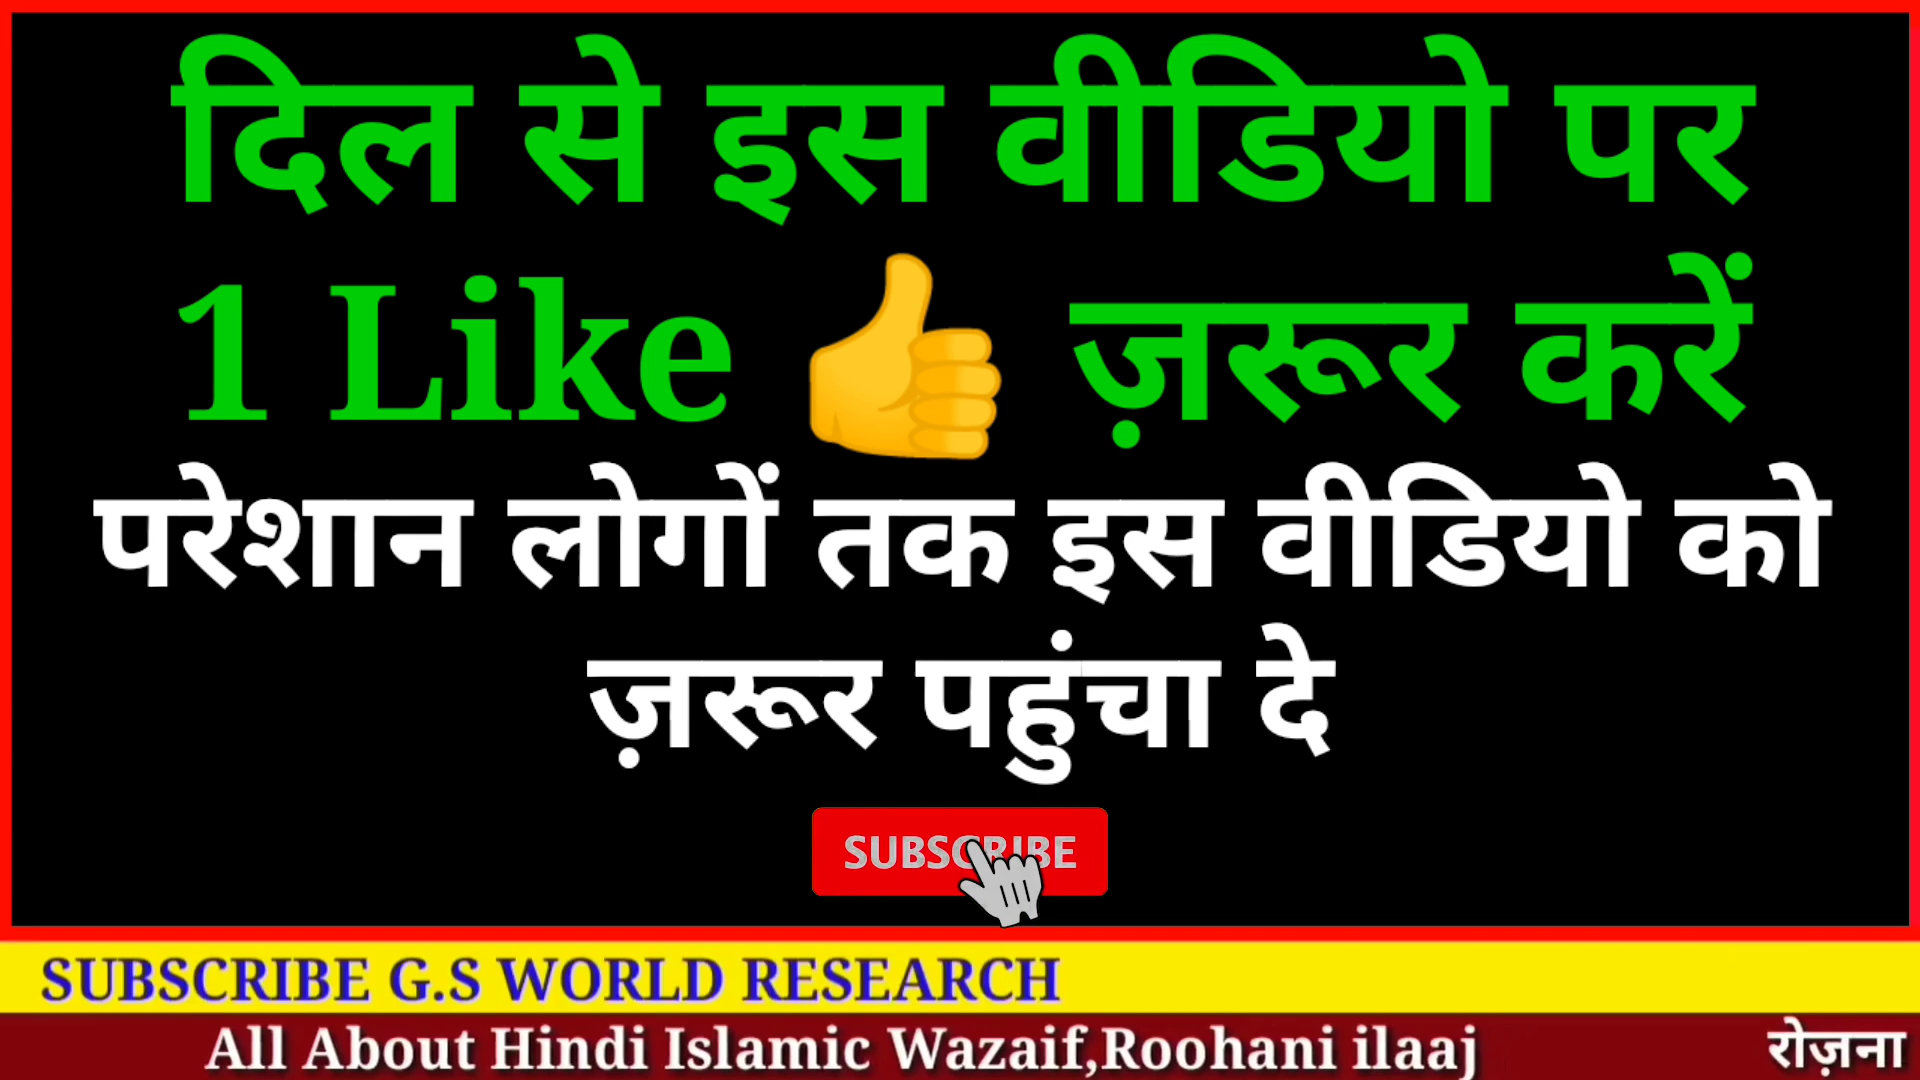 दिल से इस वीडियो पर
1 Like 👍 ज़रूर करें
परेशान लोगों तक इस वीडियो को
ज़रूर पहुंचा दे
SUBSCRIBE
SUBSCRIBE G.S WORLD RESEARCH
All About Hindi Islamic Wazaif,Roohani ilaaj रोज़ना